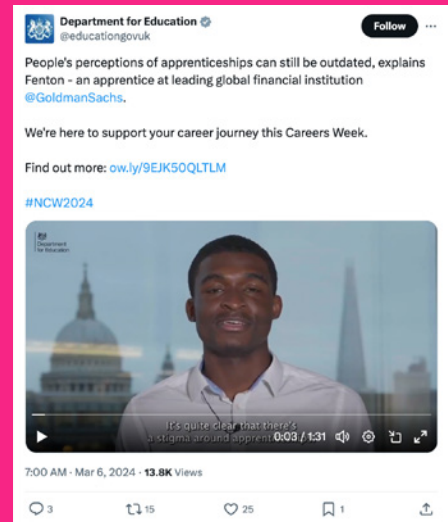 Department for Education
@educationgovuk
Follow
People's perceptions of apprenticeships can still be outdated, explains
Fenton - an apprentice at leading global financial institution
@GoldmanSachs.
We're here to support your career journey this Careers Week.
Find out more: ow.ly/9EJK50QLTLM
#NCW2024
Department
for Education
It's quite clear that there's
a stigma around apprent
0:03 / 1:31
7:00 AM · Mar 6, 2024 · 13.8K Views
3
15
25
1